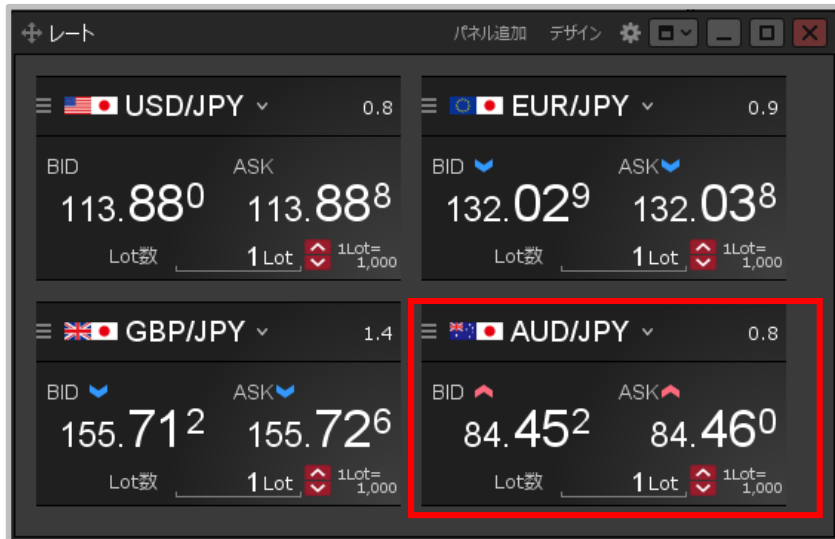 レート パネル追加 デザイン
USD/JPY 0.8
BID ASK
113.880 113.888
Lot数 1 Lot 1Lot=1,000
EUR/JPY 0.9
BID ASK
132.029 132.038
Lot数 1 Lot 1Lot=1,000
GBP/JPY 1.4
BID ASK
155.712 155.726
Lot数 1 Lot 1Lot=1,000
AUD/JPY 0.8
BID ASK
84.452 84.460
Lot数 1 Lot 1Lot=1,000